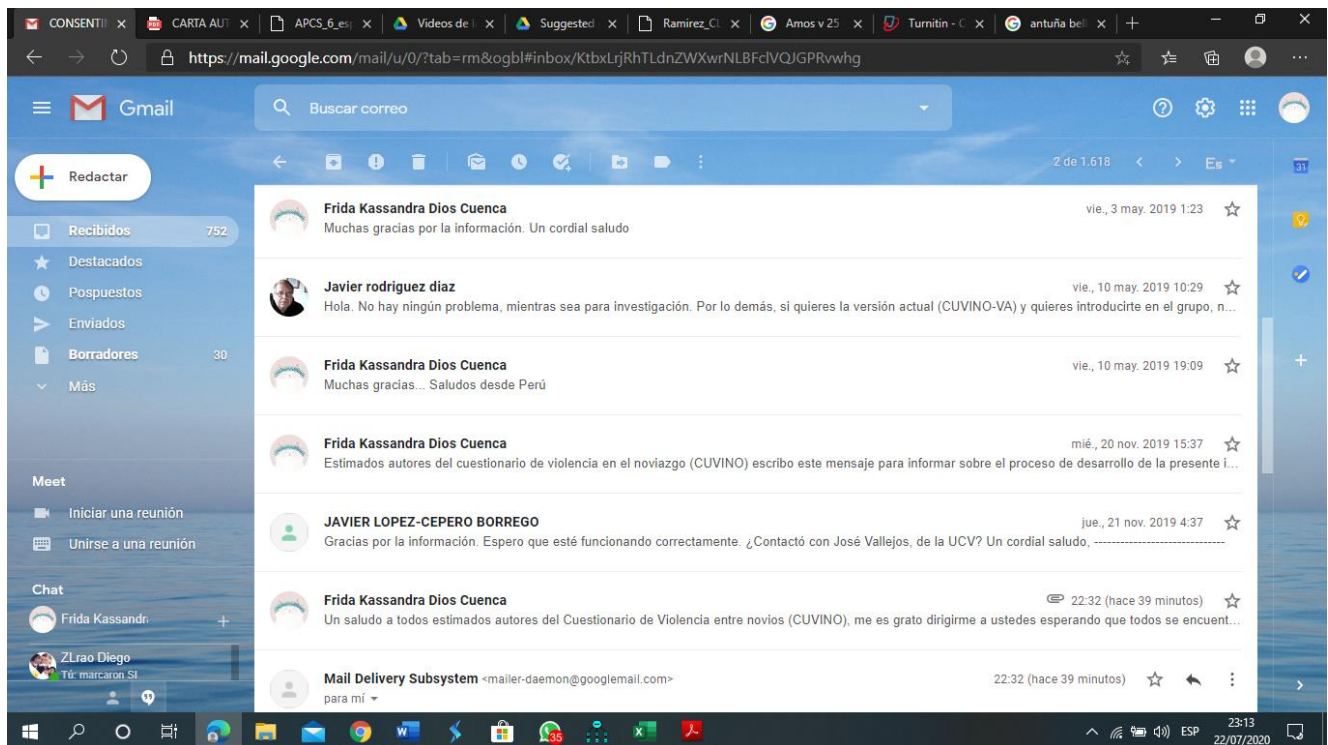 CONSENTII
CARTA AUT
APCS_6_esp
Videos de l
Suggested
Ramirez_CL
Amos v 25
Turnitin - C
antuña bell
https://mail.google.com/mail/u/0/?tab=rm&ogbl#inbox/KtbxLrjRhTLdnZWXwrNLBFclVQJGPRvwhg
Gmail
Buscar correo
Redactar
2 de 1.618
Es
31
Recibidos 752
Destacados
Pospuestos
Enviados
Borradores 30
Más
Meet
Iniciar una reunión
Unirse a una reunión
Chat
Frida Kassandra
ZLrao Diego
Tú: marcaron SI
Frida Kassandra Dios Cuenca vie., 3 may. 2019 1:23
Muchas gracias por la información. Un cordial saludo
Javier rodriguez diaz vie., 10 may. 2019 10:29
Hola. No hay ningún problema, mientras sea para investigación. Por lo demás, si quieres la versión actual (CUVINO-VA) y quieres introducirte en el grupo, n...
Frida Kassandra Dios Cuenca vie., 10 may. 2019 19:09
Muchas gracias... Saludos desde Perú
Frida Kassandra Dios Cuenca mié., 20 nov. 2019 15:37
Estimados autores del cuestionario de violencia en el noviazgo (CUVINO) escribo este mensaje para informar sobre el proceso de desarrollo de la presente i...
JAVIER LOPEZ-CEPERO BORREGO jue., 21 nov. 2019 4:37
Gracias por la información. Espero que esté funcionando correctamente. ¿Contactó con José Vallejos, de la UCV? Un cordial saludo, -------------------------------
Frida Kassandra Dios Cuenca 22:32 (hace 39 minutos)
Un saludo a todos estimados autores del Cuestionario de Violencia entre novios (CUVINO), me es grato dirigirme a ustedes esperando que todos se encuent...
Mail Delivery Subsystem <mailer-daemon@googlemail.com> 22:32 (hace 39 minutos)
para mí
35
ESP
23:13
22/07/2020